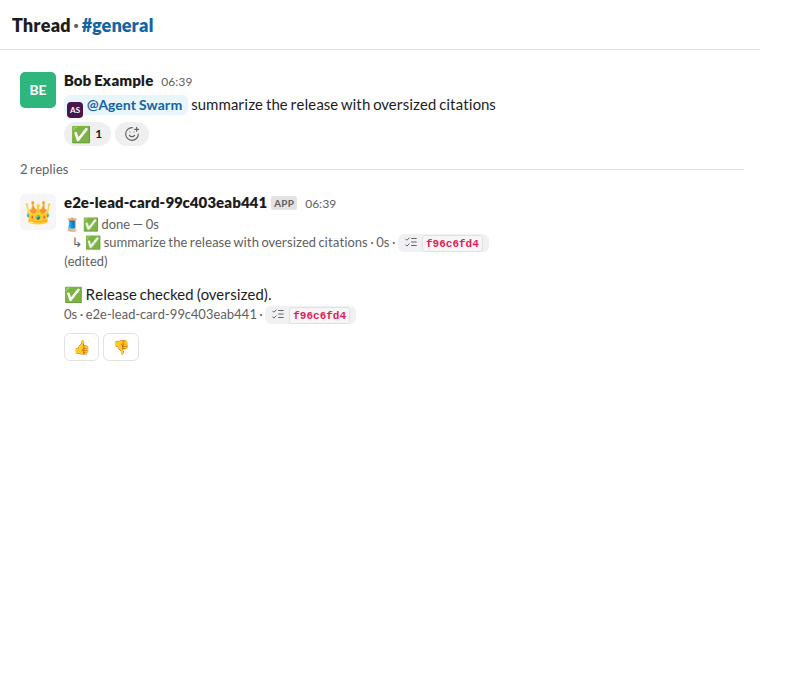 Thread • #general
BE
Bob Example 06:39
AS @Agent Swarm summarize the release with oversized citations
✅ 1
2 replies
e2e-lead-card-99c403eab441 APP 06:39
🧵 ✅ done — 0s
↳ ✅ summarize the release with oversized citations · 0s · f96c6fd4
(edited)
✅ Release checked (oversized).
0s · e2e-lead-card-99c403eab441 · f96c6fd4
👍 👎